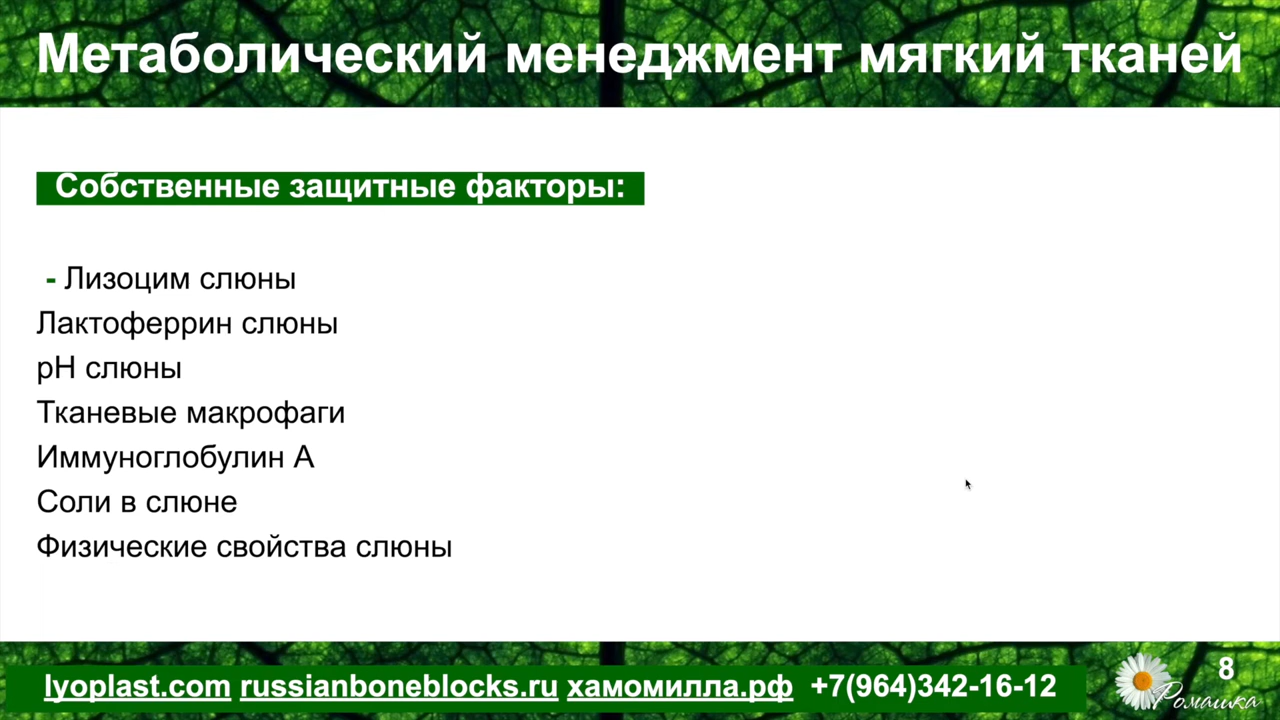 Метаболический менеджмент мягкий тканей
Собственные защитные факторы:
- Лизоцим слюны
Лактоферрин слюны
pH слюны
Тканевые макрофаги
Иммуноглобулин А
Соли в слюне
Физические свойства слюны
lyoplast.com russianboneblocks.ru хамомилла.рф +7(964)342-16-12
Ромашка
8